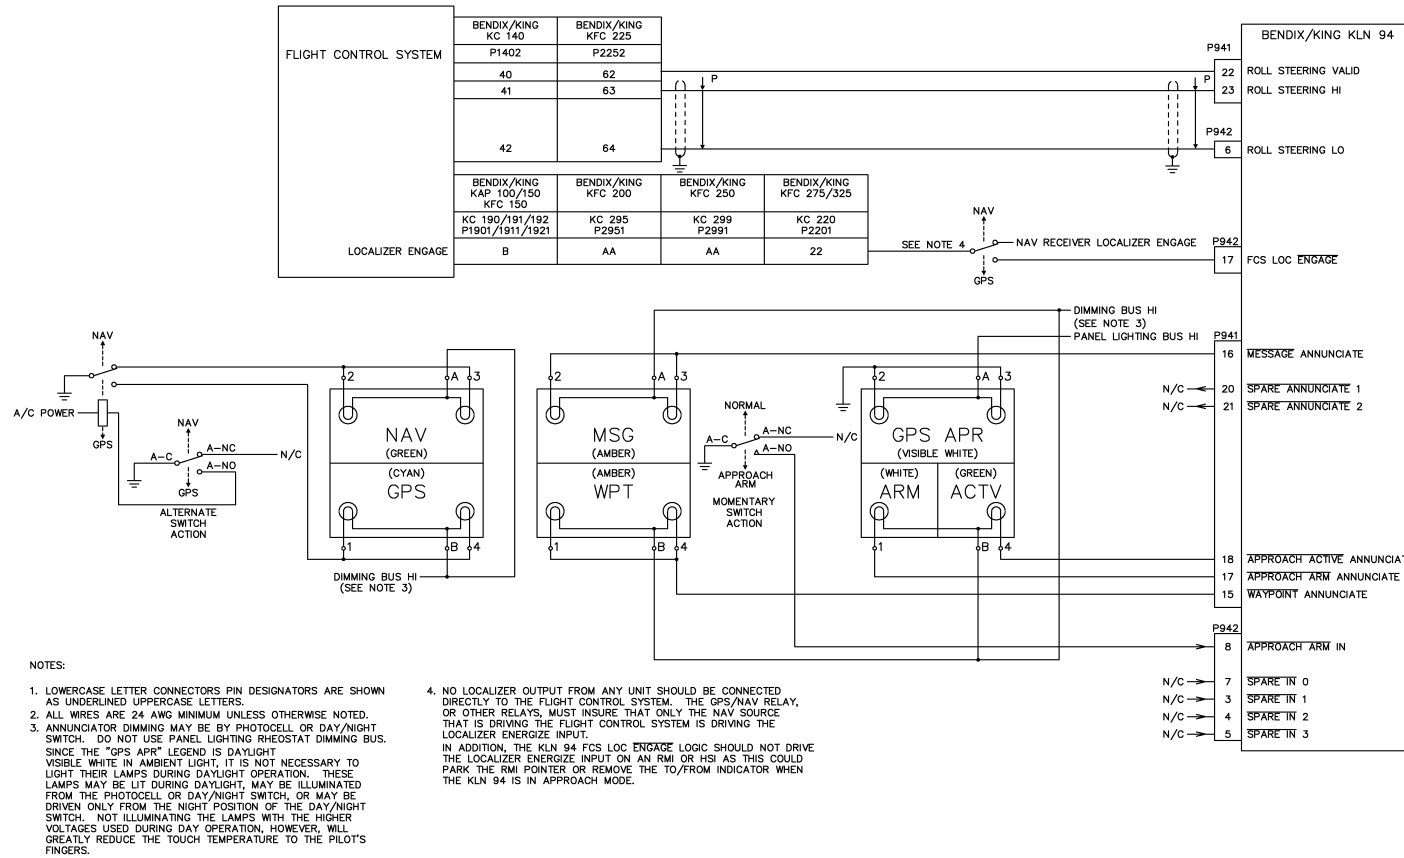 FLIGHT CONTROL SYSTEM
BENDIX/KING
KC 140
BENDIX/KING
KFC 225
P1402
P2252
40
62
41
63
42
64
P
P
BENDIX/KING KLN 94
P941
22
ROLL STEERING VALID
23
ROLL STEERING HI
P942
6
ROLL STEERING LO
BENDIX/KING
KAP 100/150
KFC 150
BENDIX/KING
KFC 200
BENDIX/KING
KFC 250
BENDIX/KING
KFC 275/325
KC 190/191/192
P1901/1911/1921
KC 295
P2951
KC 299
P2991
KC 220
P2201
LOCALIZER ENGAGE
B
AA
AA
22
SEE NOTE 4
NAV
NAV RECEIVER LOCALIZER ENGAGE
GPS
P942
17
FCS LOC ENGAGE
DIMMING BUS HI
(SEE NOTE 3)
PANEL LIGHTING BUS HI
P941
16
MESSAGE ANNUNCIATE
N/C
20
SPARE ANNUNCIATE 1
N/C
21
SPARE ANNUNCIATE 2
NAV
A/C POWER
GPS
NAV
A-C
A-NC
N/C
A-NO
GPS
ALTERNATE
SWITCH
ACTION
2
A
3
NAV
(GREEN)
(CYAN)
GPS
1
B
4
DIMMING BUS HI
(SEE NOTE 3)
2
A
3
MSG
(AMBER)
(AMBER)
WPT
1
B
4
NORMAL
A-C
A-NC
N/C
A-NO
APPROACH
ARM
MOMENTARY
SWITCH
ACTION
2
A
3
GPS APR
(VISIBLE WHITE)
(WHITE)
ARM
(GREEN)
ACTV
1
B
4
18
APPROACH ACTIVE ANNUNCIAT
17
APPROACH ARM ANNUNCIATE
15
WAYPOINT ANNUNCIATE
P942
8
APPROACH ARM IN
N/C
7
SPARE IN 0
N/C
3
SPARE IN 1
N/C
4
SPARE IN 2
N/C
5
SPARE IN 3
NOTES:
1. LOWERCASE LETTER CONNECTORS PIN DESIGNATORS ARE SHOWN
AS UNDERLINED UPPERCASE LETTERS.
2. ALL WIRES ARE 24 AWG MINIMUM UNLESS OTHERWISE NOTED.
3. ANNUNCIATOR DIMMING MAY BE BY PHOTOCELL OR DAY/NIGHT
SWITCH. DO NOT USE PANEL LIGHTING RHEOSTAT DIMMING BUS.
SINCE THE "GPS APR" LEGEND IS DAYLIGHT
VISIBLE WHITE IN AMBIENT LIGHT, IT IS NOT NECESSARY TO
LIGHT THEIR LAMPS DURING DAYLIGHT OPERATION. THESE
LAMPS MAY BE LIT DURING DAYLIGHT, MAY BE ILLUMINATED
FROM THE PHOTOCELL OR DAY/NIGHT SWITCH, OR MAY BE
DRIVEN ONLY FROM THE NIGHT POSITION OF THE DAY/NIGHT
SWITCH. NOT ILLUMINATING THE LAMPS WITH THE HIGHER
VOLTAGES USED DURING DAY OPERATION, HOWEVER, WILL
GREATLY REDUCE THE TOUCH TEMPERATURE TO THE PILOT'S
FINGERS.
4. NO LOCALIZER OUTPUT FROM ANY UNIT SHOULD BE CONNECTED
DIRECTLY TO THE FLIGHT CONTROL SYSTEM. THE GPS/NAV RELAY,
OR OTHER RELAYS, MUST INSURE THAT ONLY THE NAV SOURCE
THAT IS DRIVING THE FLIGHT CONTROL SYSTEM IS DRIVING THE
LOCALIZER ENERGIZE INPUT.
IN ADDITION, THE KLN 94 FCS LOC ENGAGE LOGIC SHOULD NOT DRIVE
THE LOCALIZER ENERGIZE INPUT ON AN RMI OR HSI AS THIS COULD
PARK THE RMI POINTER OR REMOVE THE TO/FROM INDICATOR WHEN
THE KLN 94 IS IN APPROACH MODE.